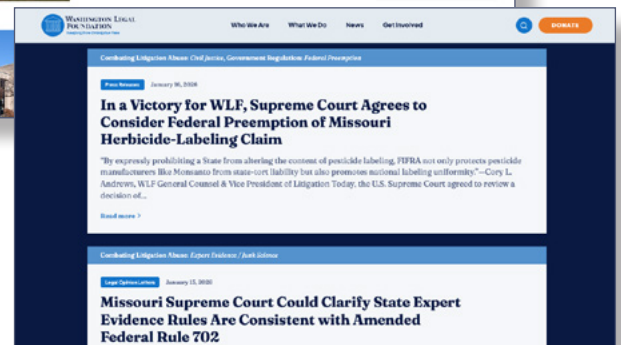 WASHINGTON LEGAL
FOUNDATION
Who We Are What We Do News Get Involved DONATE
Combating Litigation Abuse: Civil Justice, Government Regulation: Federal Preemption
Press Releases January 16, 2026
In a Victory for WLF, Supreme Court Agrees to
Consider Federal Preemption of Missouri
Herbicide-Labeling Claim
"By expressly prohibiting a State from altering the content of pesticide labeling, FIFRA not only protects pesticide
manufacturers like Monsanto from state-tort liability but also promotes national labeling uniformity."—Cory L.
Andrews, WLF General Counsel & Vice President of Litigation Today, the U.S. Supreme Court agreed to review a
decision of...
Read more >
Combating Litigation Abuse: Expert Evidence / Junk Science
Legal Opinion Letters January 15, 2026
Missouri Supreme Court Could Clarify State Expert
Evidence Rules Are Consistent with Amended
Federal Rule 702